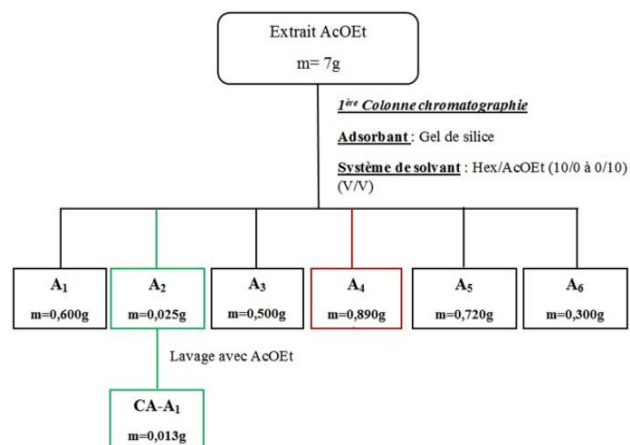 Extrait AcOEt
m= 7g
1ère Colonne chromatographie
Adsorbant : Gel de silice
Système de solvant : Hex/AcOEt (10/0 à 0/10)
(V/V)
A1
m=0,600g
A2
m=0,025g
A3
m=0,500g
A4
m=0,890g
A5
m=0,720g
A6
m=0,300g
Lavage avec AcOEt
CA-A1
m=0,013g